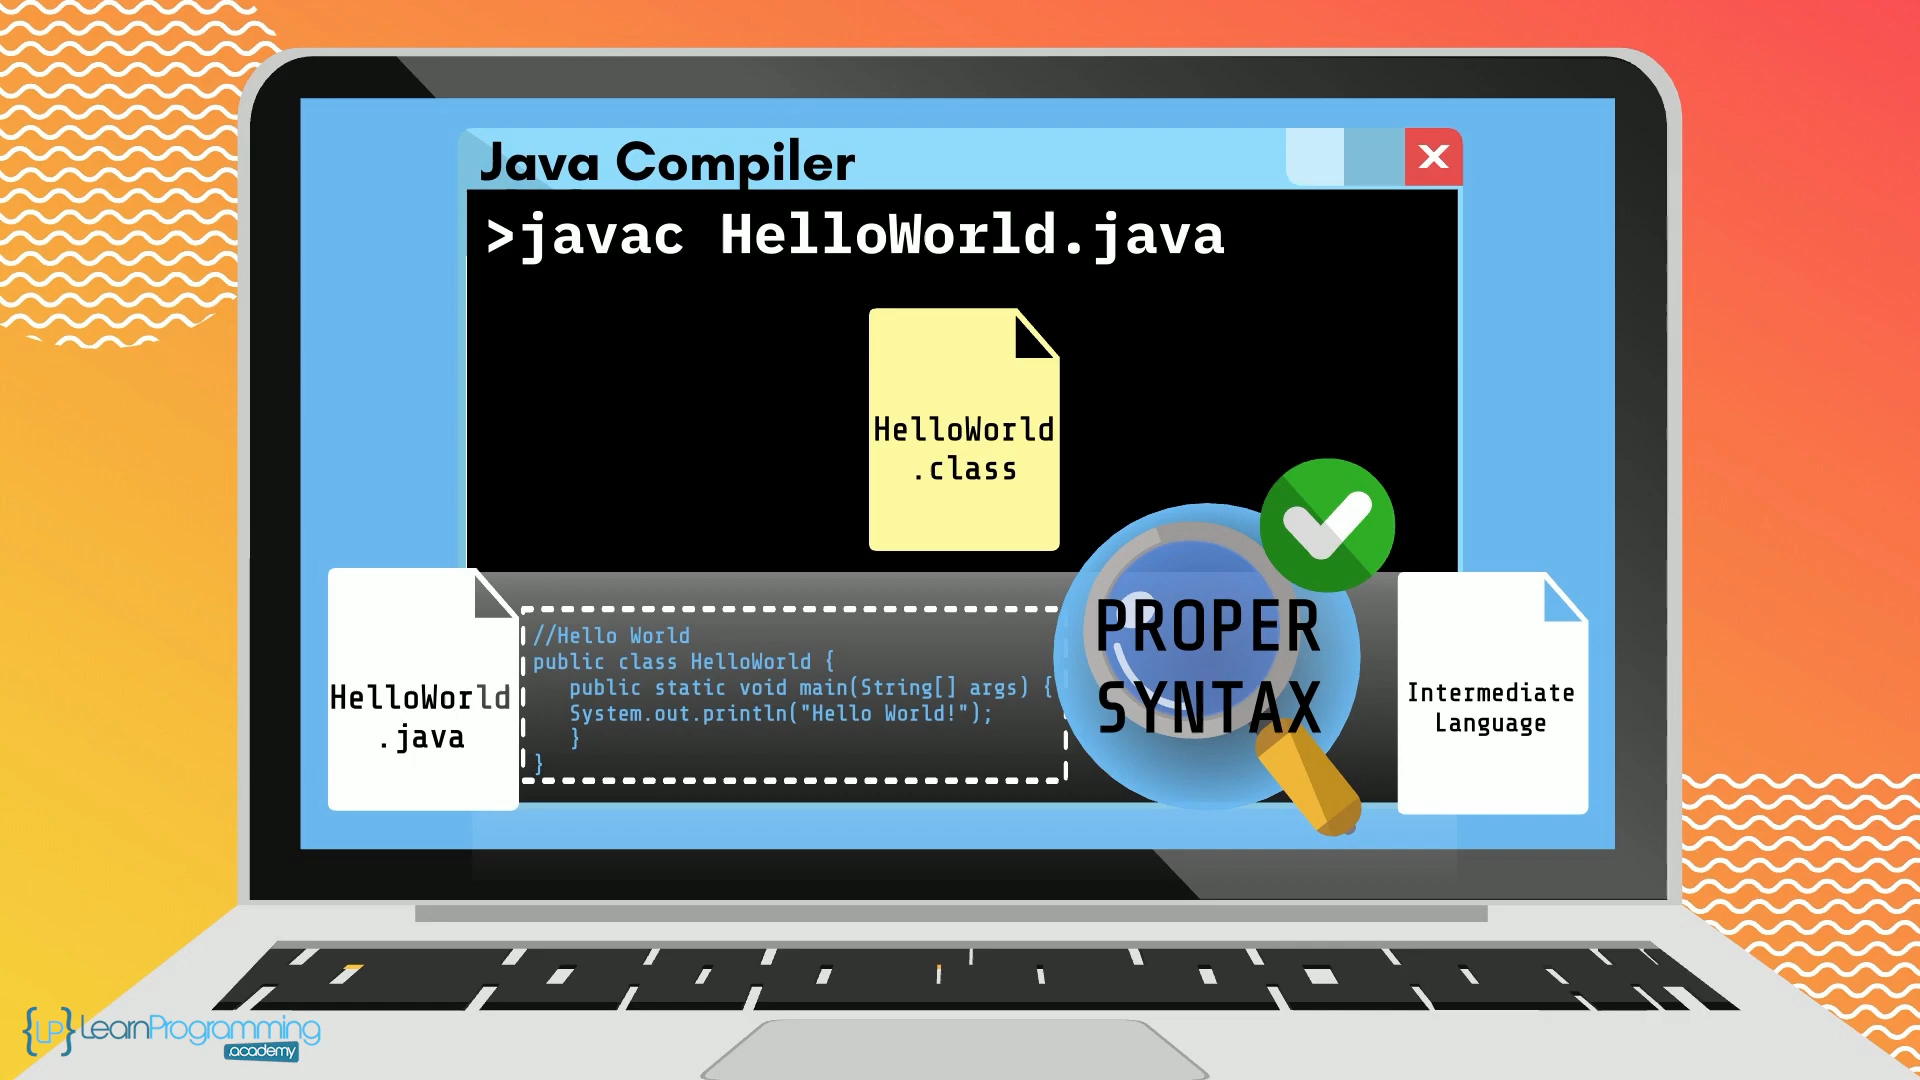 Java Compiler
>javac HelloWorld.java
HelloWorld
.class
HelloWorld
.java
//Hello World
public class HelloWorld {
public static void main(String[] args) {
System.out.println("Hello World!");
}
}
PROPER
SYNTAX
Intermediate
Language
{LP} LearnProgramming
.academy